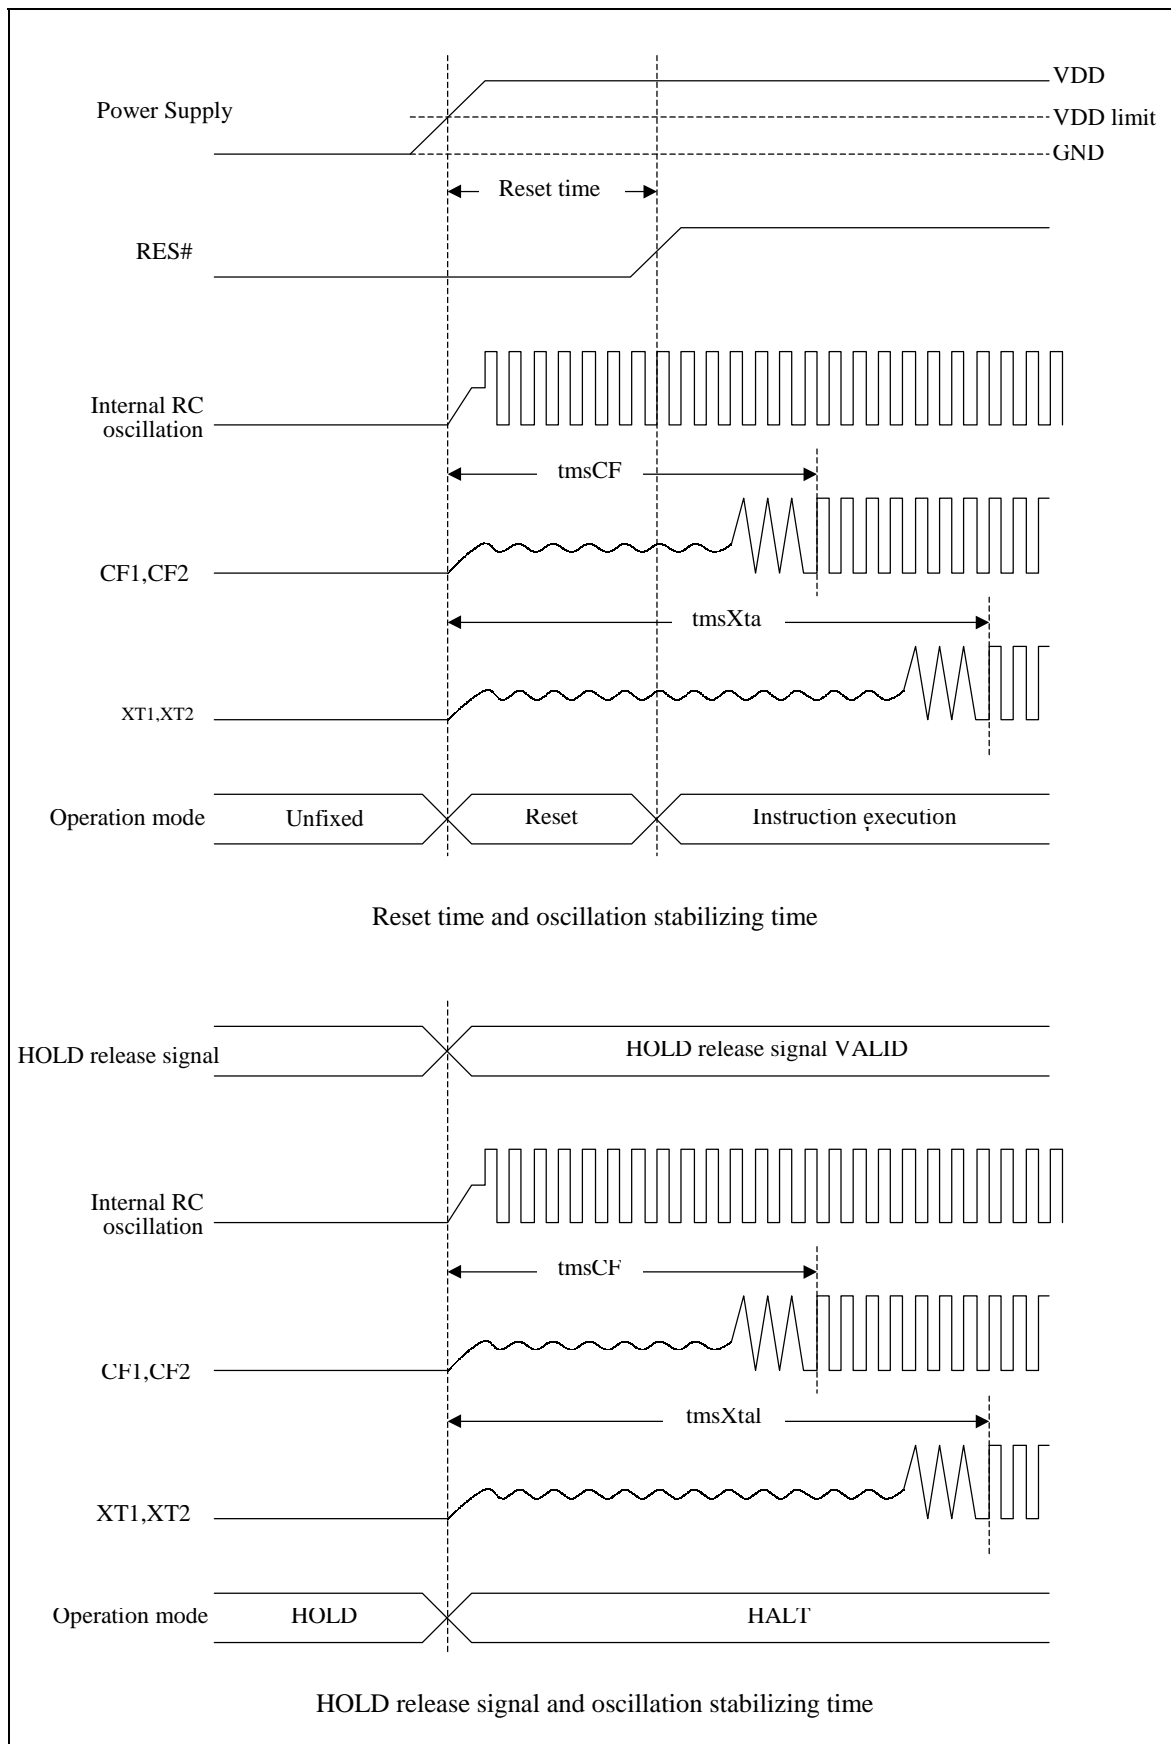 VDD
Power Supply
VDD limit
GND
Reset time
RES#
Internal RC
oscillation
tmsCF
CF1,CF2
tmsXta
XT1,XT2
Operation mode
Unfixed
Reset
Instruction execution
Reset time and oscillation stabilizing time
HOLD release signal
HOLD release signal VALID
Internal RC
oscillation
tmsCF
CF1,CF2
tmsXtal
XT1,XT2
Operation mode
HOLD
HALT
HOLD release signal and oscillation stabilizing time